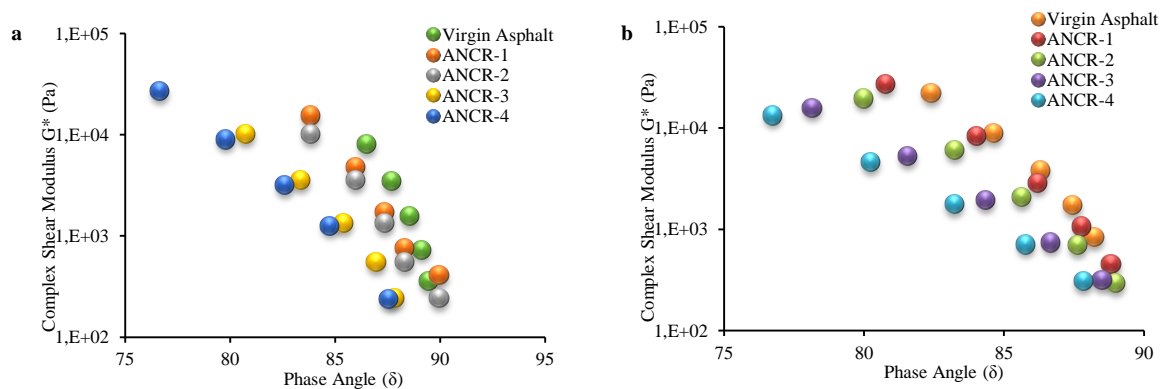 a
Complex Shear Modulus G* (Pa)
1,E+05
1,E+04
1,E+03
1,E+02
75 80 85 90 95
Phase Angle (δ)
Virgin Asphalt
ANCR-1
ANCR-2
ANCR-3
ANCR-4
b
Complex Shear Modulus G* (Pa)
1,E+05
1,E+04
1,E+03
1,E+02
75 80 85 90
Phase Angle (δ)
Virgin Asphalt
ANCR-1
ANCR-2
ANCR-3
ANCR-4